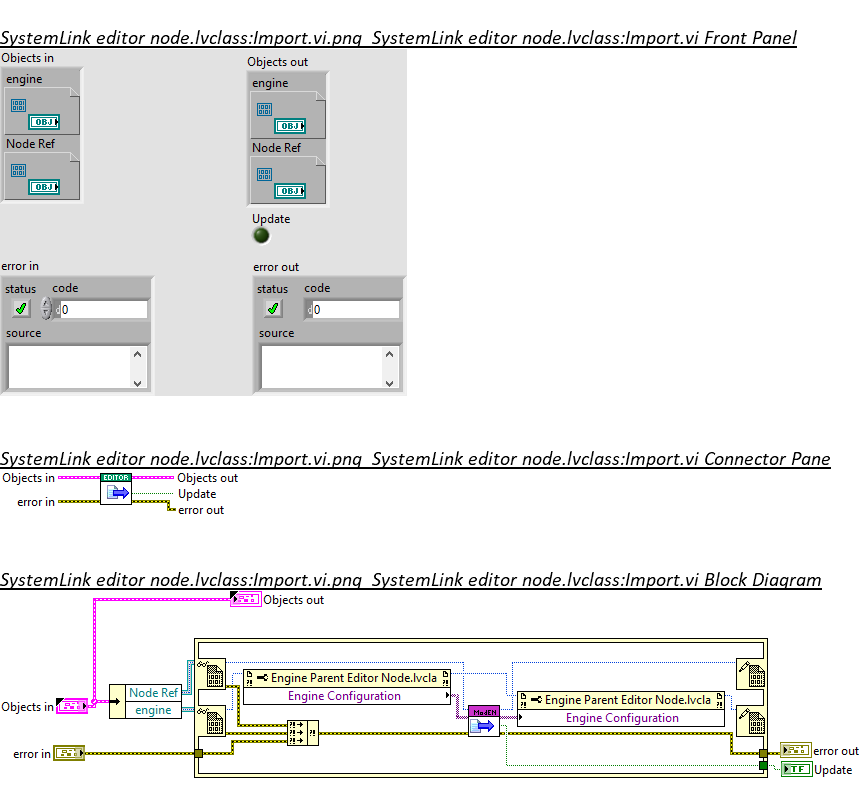 SystemLink editor node.lvclass:Import.vi.png SystemLink editor node.lvclass:Import.vi Front Panel
Objects in
engine
OBJ
Node Ref
OBJ
Objects out
engine
OBJ
Node Ref
OBJ
Update
error in
status code
0
source
error out
status code
0
source
SystemLink editor node.lvclass:Import.vi.png SystemLink editor node.lvclass:Import.vi Connector Pane
Objects in
EDITOR
Objects out
Update
error in
error out
SystemLink editor node.lvclass:Import.vi.png SystemLink editor node.lvclass:Import.vi Block Diagram
Objects out
Engine Parent Editor Node.lvcla
Engine Configuration
Node Ref
engine
Objects in
Engine Parent Editor Node.lvcla
Engine Configuration
ModEN
error in
error out
TF
Update